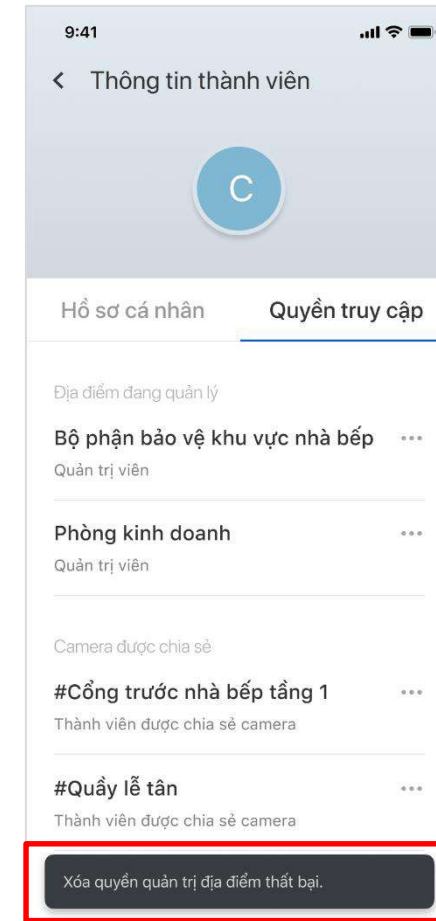 9:41
Thông tin thành viên
C
Hồ sơ cá nhân Quyền truy cập
Địa điểm đang quản lý
Bộ phận bảo vệ khu vực nhà bếp
Quản trị viên
Phòng kinh doanh
Quản trị viên
Camera được chia sẻ
#Cổng trước nhà bếp tầng 1
Thành viên được chia sẻ camera
#Quầy lễ tân
Thành viên được chia sẻ camera
Xóa quyền quản trị địa điểm thất bại.